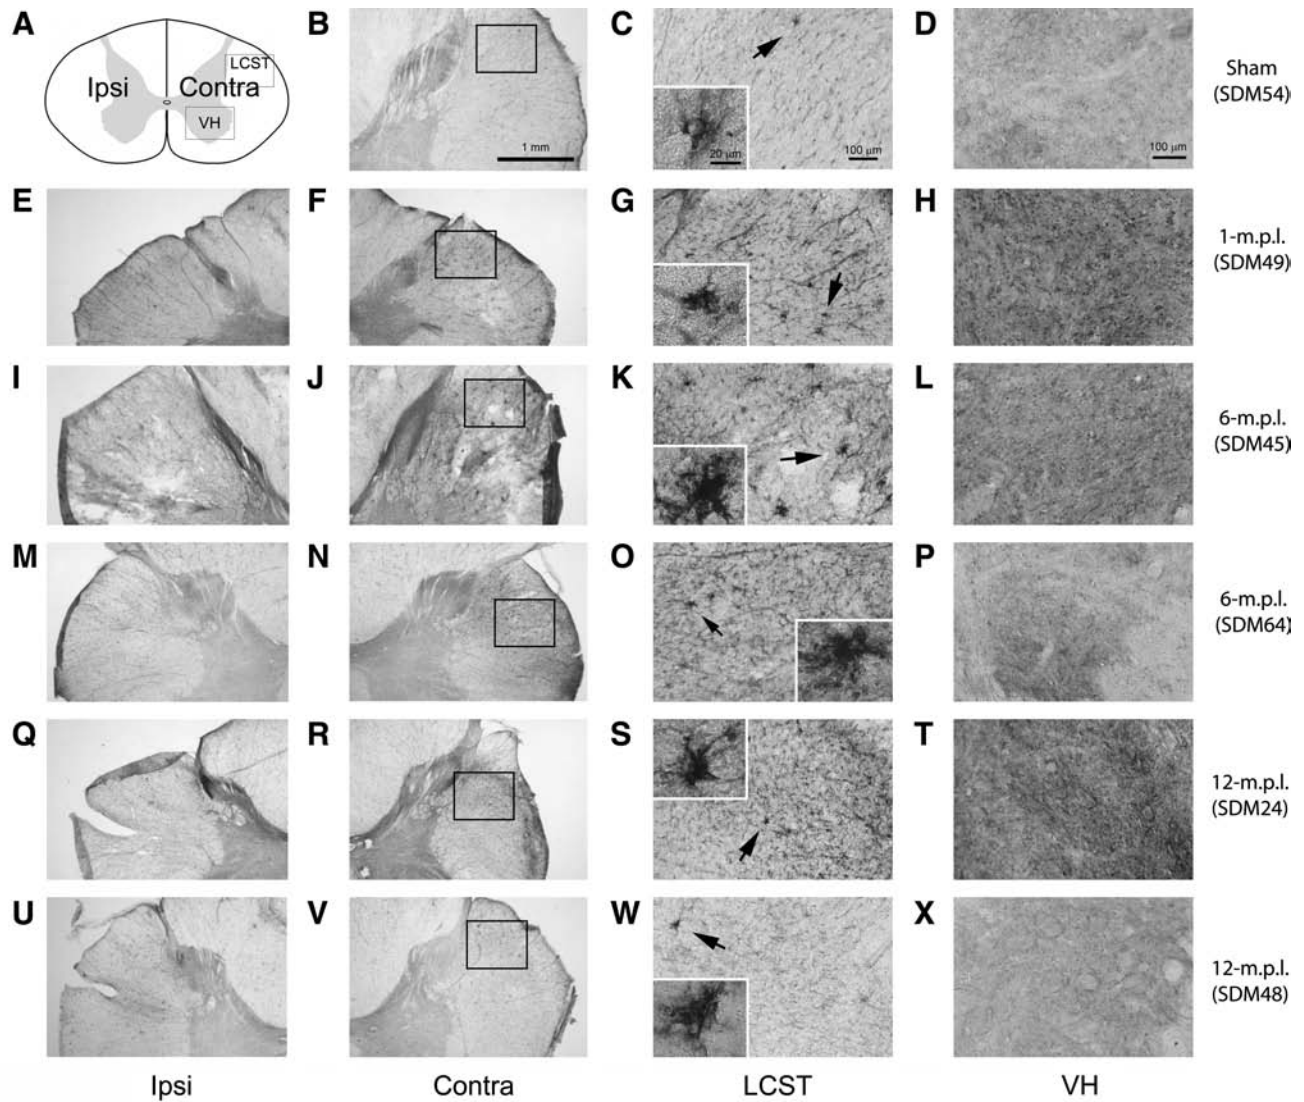 A
Ipsi
Contra
LCST
VH
B
1 mm
C
20 µm
100 µm
D
100 µm
Sham
(SDM54)
E
F
G
H
1-m.p.l.
(SDM49)
I
J
K
L
6-m.p.l.
(SDM45)
M
N
O
P
6-m.p.l.
(SDM64)
Q
R
S
T
12-m.p.l.
(SDM24)
U
V
W
X
12-m.p.l.
(SDM48)
Ipsi
Contra
LCST
VH